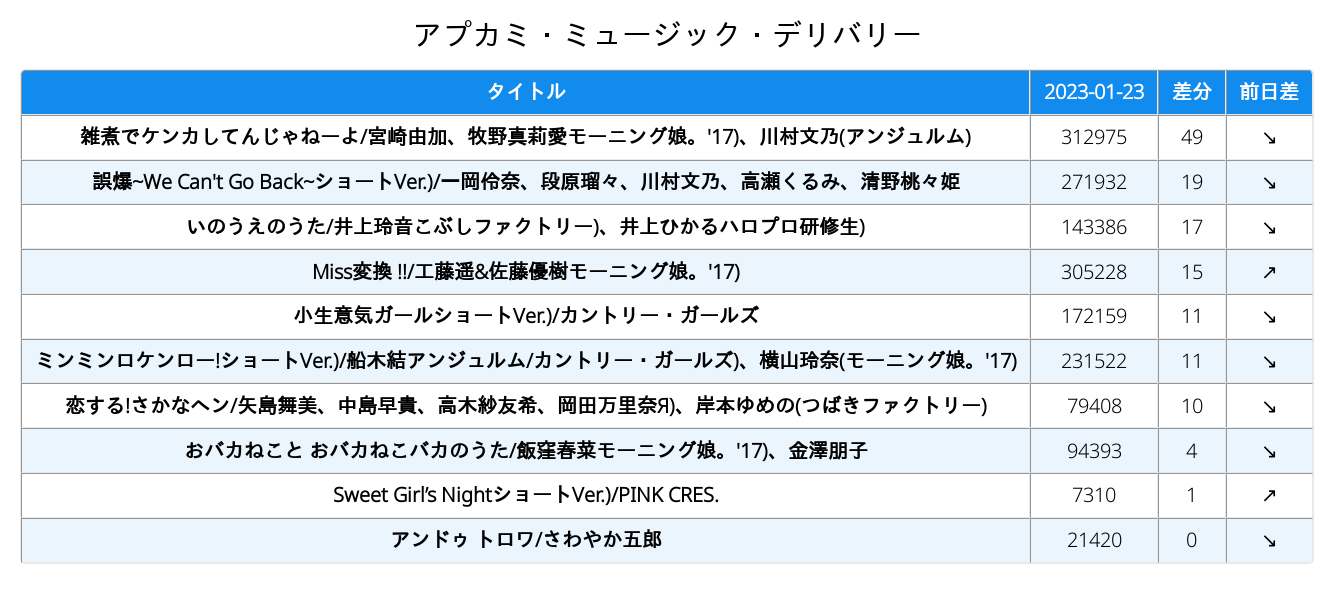 アプカミ・ミュージック・デリバリー
タイトル 2023-01-23 差分 前日差
雑煮でケンカしてんじゃねーよ/宮崎由加、牧野真莉愛モーニング娘。'17)、川村文乃(アンジュルム) 312975 49 ↘
誤爆~We Can't Go Back~ショートVer.)/一岡伶奈、段原瑠々、川村文乃、高瀬くるみ、清野桃々姫 271932 19 ↘
いのうえのうた/井上玲音こぶしファクトリー)、井上ひかるハロプロ研修生) 143386 17 ↘
Miss変換 !!/工藤遥&佐藤優樹モーニング娘。'17) 305228 15 ↗
小生意気ガールショートVer.)/カントリー・ガールズ 172159 11 ↘
ミンミンロケンロー!ショートVer.)/船木結アンジュルム/カントリー・ガールズ)、横山玲奈(モーニング娘。'17) 231522 11 ↘
恋する!さかなヘン/矢島舞美、中島早貴、高木紗友希、岡田万里奈Я)、岸本ゆめの(つばきファクトリー) 79408 10 ↘
おバカねこと おバカねこバカのうた/飯窪春菜モーニング娘。'17)、金澤朋子 94393 4 ↘
Sweet Girl’s NightショートVer.)/PINK CRES. 7310 1 ↗
アンドゥ トロワ/さわやか五郎 21420 0 ↘